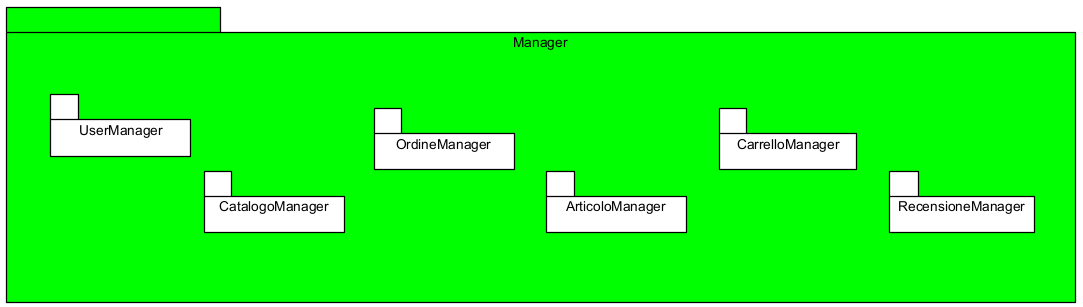 Manager
UserManager
OrdineManager
CarrelloManager
CatalogoManager
ArticoloManager
RecensioneManager